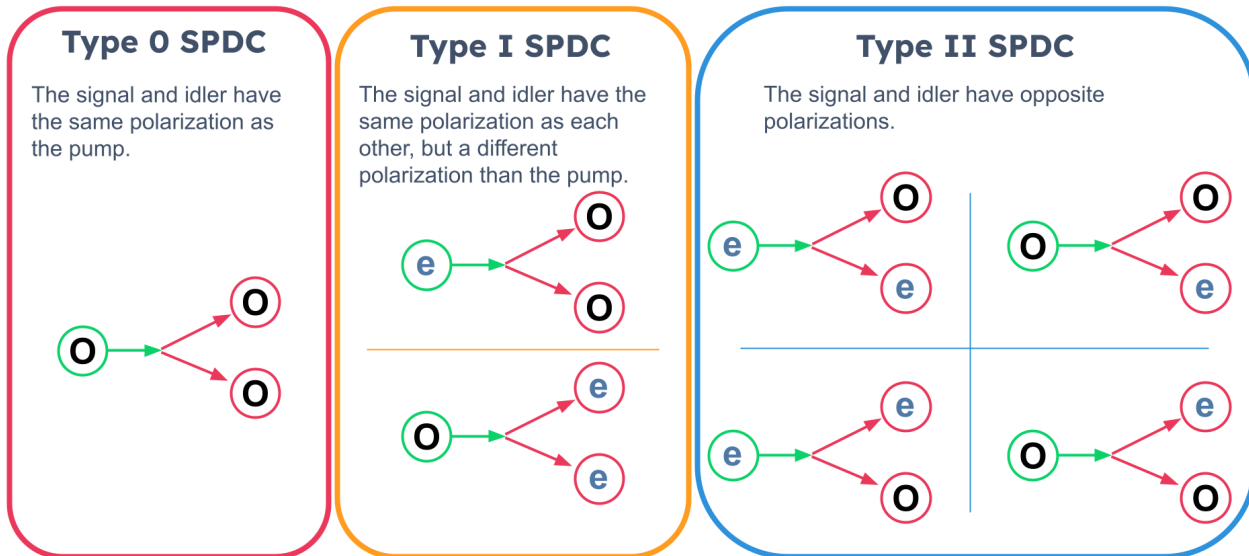 Type 0 SPDC
The signal and idler have
the same polarization as
the pump.
O
O
O
Type I SPDC
The signal and idler have the
same polarization as each
other, but a different
polarization than the pump.
e
O
O
O
e
e
Type II SPDC
The signal and idler have opposite
polarizations.
e
O
e
O
O
e
e
e
O
O
e
O